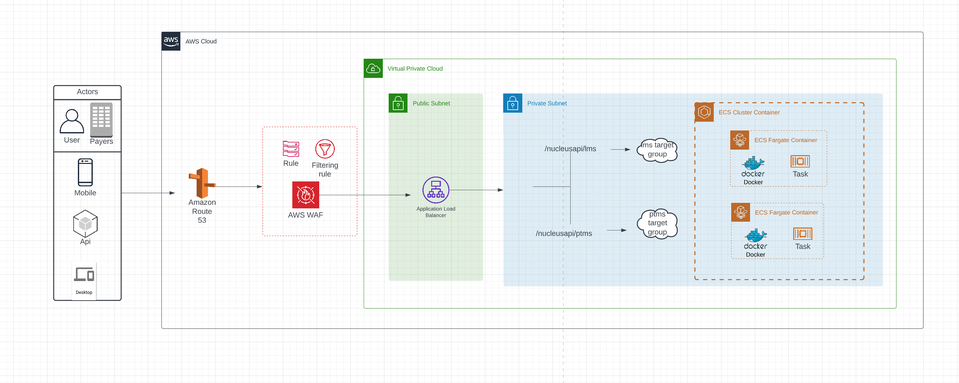 aws
AWS Cloud
Virtual Private Cloud
Actors
User
Payers
Mobile
Api
Desktop
Amazon
Route
53
Rule
Filtering
rule
AWS WAF
Public Subnet
Application Load
Balancer
Private Subnet
/nucleusapi/lms
lms target
group
/nucleusapi/ptms
ptms
target
group
ECS Cluster Container
ECS Fargate Container
docker
Docker
Task
ECS Fargate Container
docker
Docker
Task